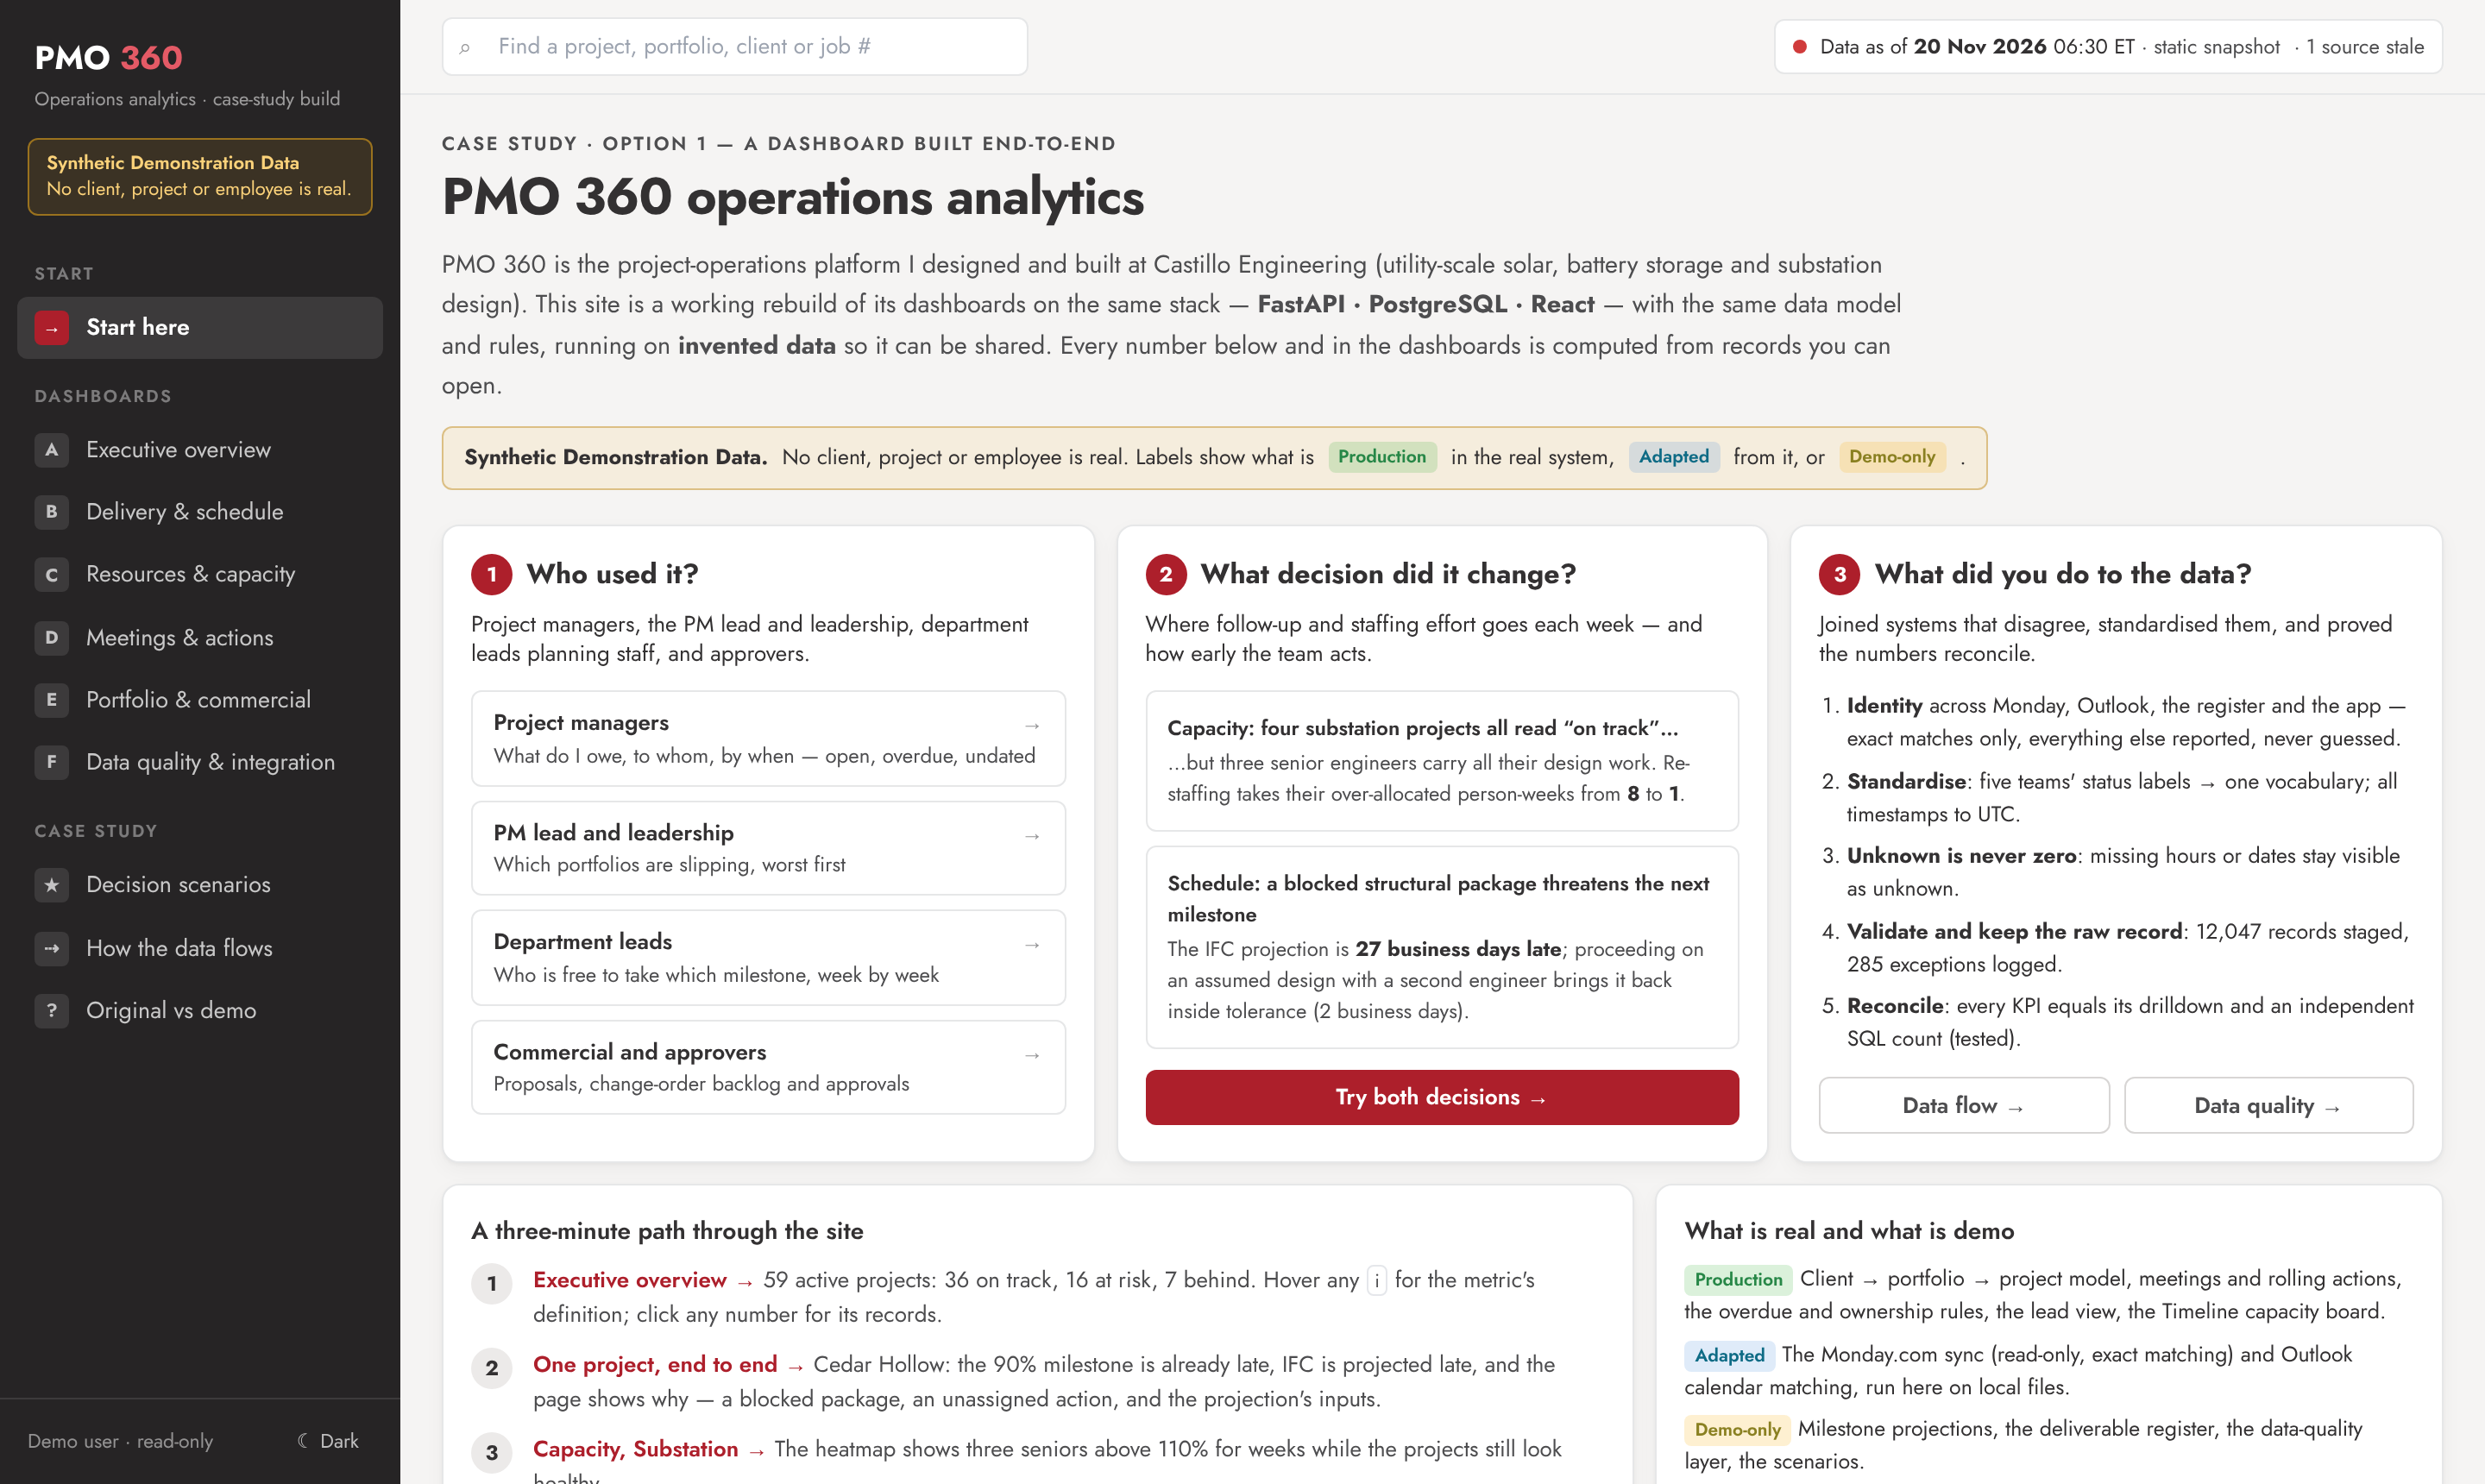 PMO 360
Operations analytics · case-study build
Synthetic Demonstration Data
No client, project or employee is real.
START
→ Start here
DASHBOARDS
A Executive overview
B Delivery & schedule
C Resources & capacity
D Meetings & actions
E Portfolio & commercial
F Data quality & integration
CASE STUDY
★ Decision scenarios
⇢ How the data flows
? Original vs demo
Demo user · read-only
☾ Dark
⌕ Find a project, portfolio, client or job #
Data as of 20 Nov 2026 06:30 ET · static snapshot · 1 source stale
CASE STUDY · OPTION 1 — A DASHBOARD BUILT END-TO-END
PMO 360 operations analytics
PMO 360 is the project-operations platform I designed and built at Castillo Engineering (utility-scale solar, battery storage and substation
design). This site is a working rebuild of its dashboards on the same stack — FastAPI · PostgreSQL · React — with the same data model
and rules, running on invented data so it can be shared. Every number below and in the dashboards is computed from records you can
open.
Synthetic Demonstration Data. No client, project or employee is real. Labels show what is Production in the real system, Adapted from it, or Demo-only .
1 Who used it?
Project managers, the PM lead and leadership, department
leads planning staff, and approvers.
Project managers →
What do I owe, to whom, by when — open, overdue, undated
PM lead and leadership →
Which portfolios are slipping, worst first
Department leads →
Who is free to take which milestone, week by week
Commercial and approvers →
Proposals, change-order backlog and approvals
2 What decision did it change?
Where follow-up and staffing effort goes each week — and
how early the team acts.
Capacity: four substation projects all read “on track”…
…but three senior engineers carry all their design work. Re-
staffing takes their over-allocated person-weeks from 8 to 1.
Schedule: a blocked structural package threatens the next
milestone
The IFC projection is 27 business days late; proceeding on
an assumed design with a second engineer brings it back
inside tolerance (2 business days).
Try both decisions →
3 What did you do to the data?
Joined systems that disagree, standardised them, and proved
the numbers reconcile.
1. Identity across Monday, Outlook, the register and the app —
exact matches only, everything else reported, never guessed.
2. Standardise: five teams' status labels → one vocabulary; all
timestamps to UTC.
3. Unknown is never zero: missing hours or dates stay visible
as unknown.
4. Validate and keep the raw record: 12,047 records staged,
285 exceptions logged.
5. Reconcile: every KPI equals its drilldown and an independent
SQL count (tested).
Data flow →
Data quality →
A three-minute path through the site
1 Executive overview → 59 active projects: 36 on track, 16 at risk, 7 behind. Hover any i for the metric's
definition; click any number for its records.
2 One project, end to end → Cedar Hollow: the 90% milestone is already late, IFC is projected late, and the
page shows why — a blocked package, an unassigned action, and the projection's inputs.
3 Capacity, Substation → The heatmap shows three seniors above 110% for weeks while the projects still look
healthy.
What is real and what is demo
Production Client → portfolio → project model, meetings and rolling actions,
the overdue and ownership rules, the lead view, the Timeline capacity board.
Adapted The Monday.com sync (read-only, exact matching) and Outlook
calendar matching, run here on local files.
Demo-only Milestone projections, the deliverable register, the data-quality
layer, the scenarios.